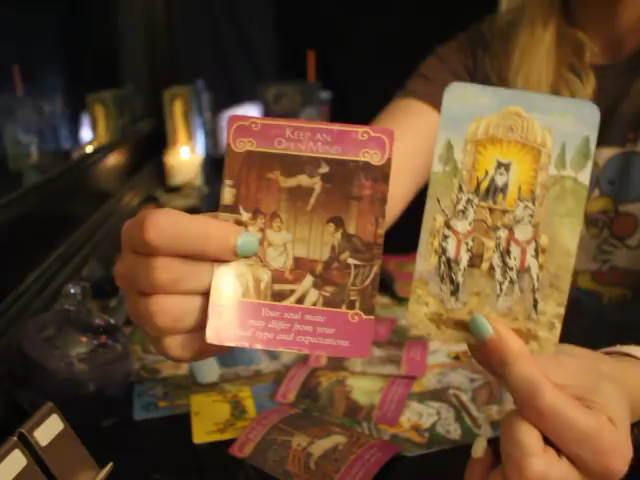 KEEP AN
OPEN MIND
Your soul mate
may differ from your
type and expectations.